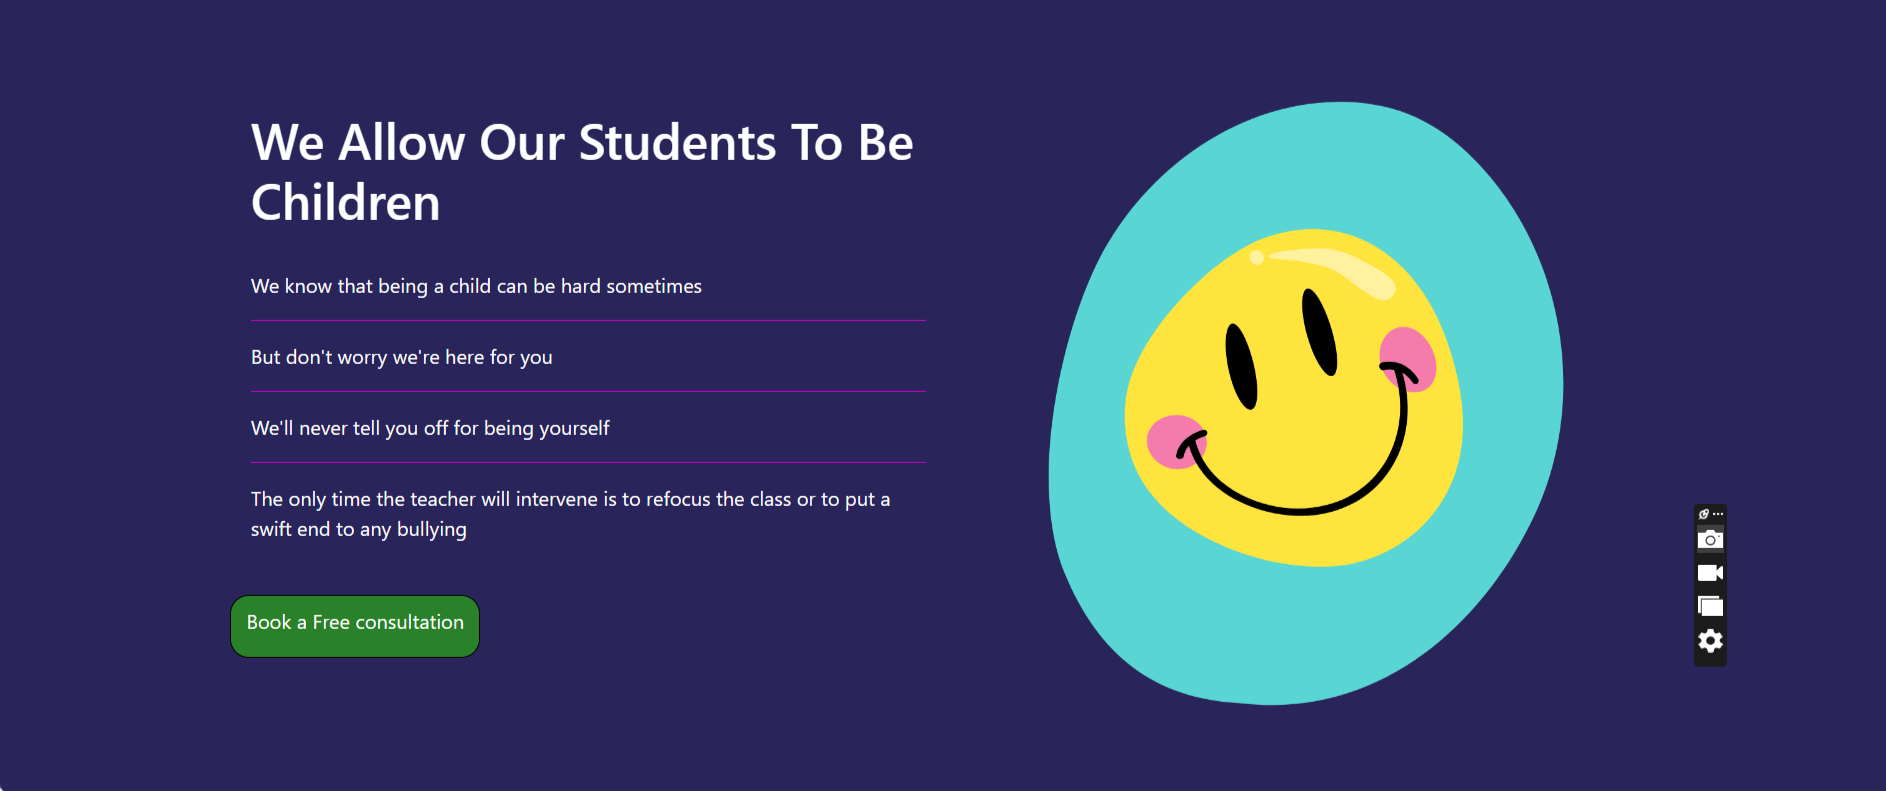 We Allow Our Students To Be
Children
We know that being a child can be hard sometimes
But don't worry we're here for you
We'll never tell you off for being yourself
The only time the teacher will intervene is to refocus the class or to put a
swift end to any bullying
Book a Free consultation